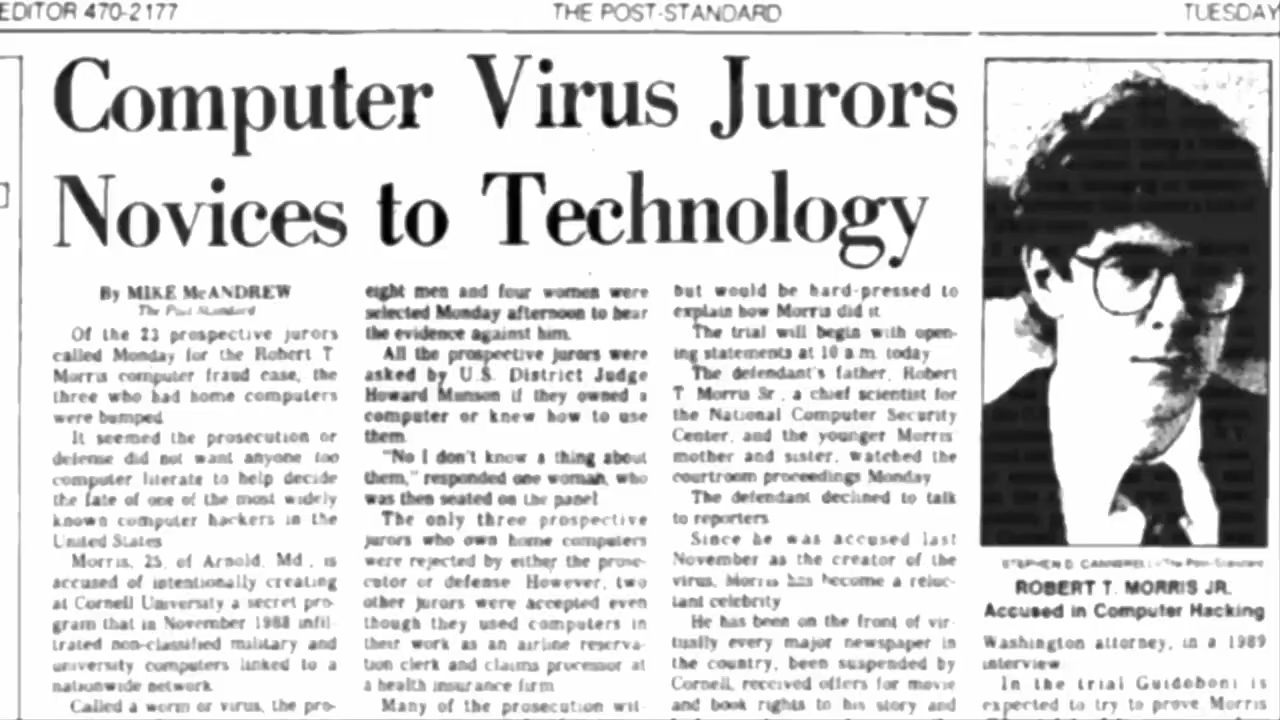 EDITOR 470-2177
THE POST-STANDARD
TUESDAY
Computer Virus Jurors
Novices to Technology
By MIKE McANDREW
The Post-Standard
Of the 23 prospective jurors
called Monday for the Robert T.
Morris computer fraud case, the
three who had home computers
were bumped.
It seemed the prosecution or
defense did not want anyone too
computer literate to help decide
the fate of one of the most widely
known computer hackers in the
United States
Morris, 25, of Arnold, Md., is
accused of intentionally creating
at Cornell University a secret pro-
gram that in November 1988 infil-
trated non-classified military and
university computers linked to a
nationwide network.
Called a worm or virus, the pro-
eight men and four women were
selected Monday afternoon to hear
the evidence against him.
All the prospective jurors were
asked by U.S. District Judge
Howard Munson if they owned a
computer or knew how to use
them.
"No I don't know a thing about
them," responded one woman, who
was then seated on the panel.
The only three prospective
jurors who own home computers
were rejected by either the prose-
cutor or defense. However, two
other jurors were accepted even
though they used computers in
their work as an airline reserva-
tion clerk and claims processor at
a health insurance firm.
Many of the prosecution wit-
but would be hard-pressed to
explain how Morris did it.
The trial will begin with open-
ing statements at 10 a.m. today.
The defendant's father, Robert
T. Morris Sr., a chief scientist for
the National Computer Security
Center, and the younger Morris'
mother and sister, watched the
courtroom proceedings Monday.
The defendant declined to talk
to reporters.
Since he was accused last
November as the creator of the
virus, Morris has become a reluc-
tant celebrity.
He has been on the front of vir-
tually every major newspaper in
the country, been suspended by
Cornell, received offers for movie
and book rights to his story and
STEPHEN D. CANNERELLI/The Post-Standard
ROBERT T. MORRIS JR.
Accused in Computer Hacking
Washington attorney, in a 1989
interview.
In the trial Guidoboni is
expected to try to prove Morris